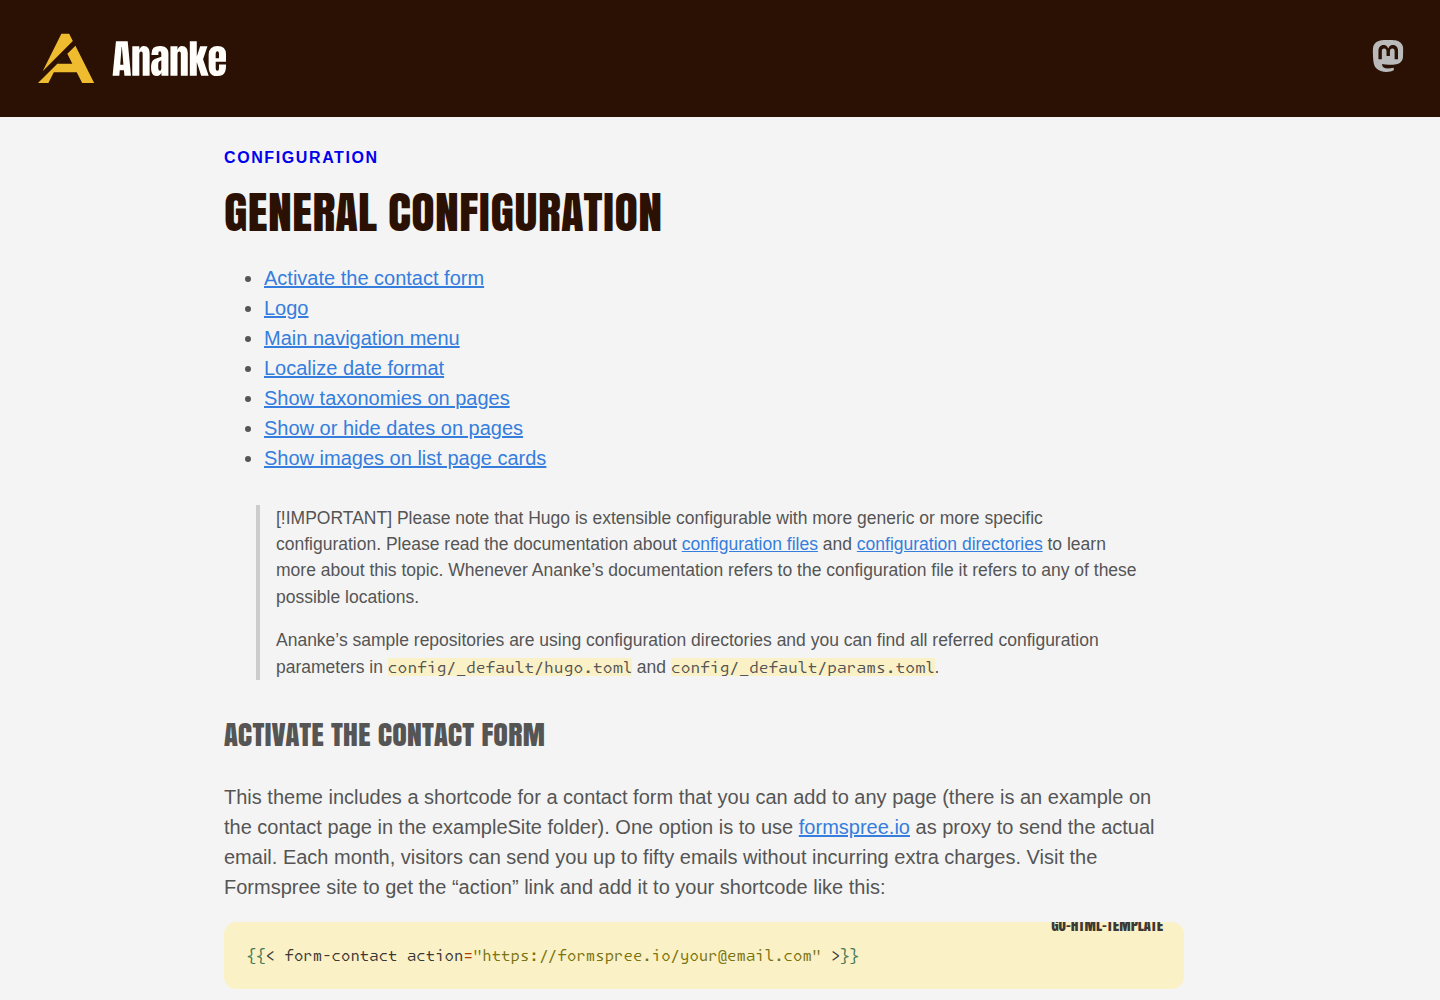 Ananke
CONFIGURATION
GENERAL CONFIGURATION
Activate the contact form
Logo
Main navigation menu
Localize date format
Show taxonomies on pages
Show or hide dates on pages
Show images on list page cards
[!IMPORTANT] Please note that Hugo is extensible configurable with more generic or more specific
configuration. Please read the documentation about configuration files and configuration directories to learn
more about this topic. Whenever Ananke’s documentation refers to the configuration file it refers to any of these
possible locations.
Ananke’s sample repositories are using configuration directories and you can find all referred configuration
parameters in config/_default/hugo.toml and config/_default/params.toml.
ACTIVATE THE CONTACT FORM
This theme includes a shortcode for a contact form that you can add to any page (there is an example on
the contact page in the exampleSite folder). One option is to use formspree.io as proxy to send the actual
email. Each month, visitors can send you up to fifty emails without incurring extra charges. Visit the
Formspree site to get the “action” link and add it to your shortcode like this:
GO-HTML-TEMPLATE
{{< form-contact action="https://formspree.io/your@email.com" >}}